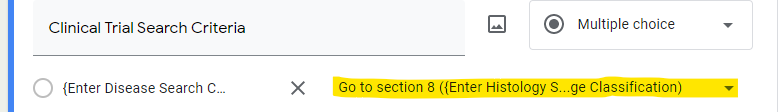 Clinical Trial Search Criteria
Multiple choice
{Enter Disease Search C...
Go to section 8 ({Enter Histology S...ge Classification)